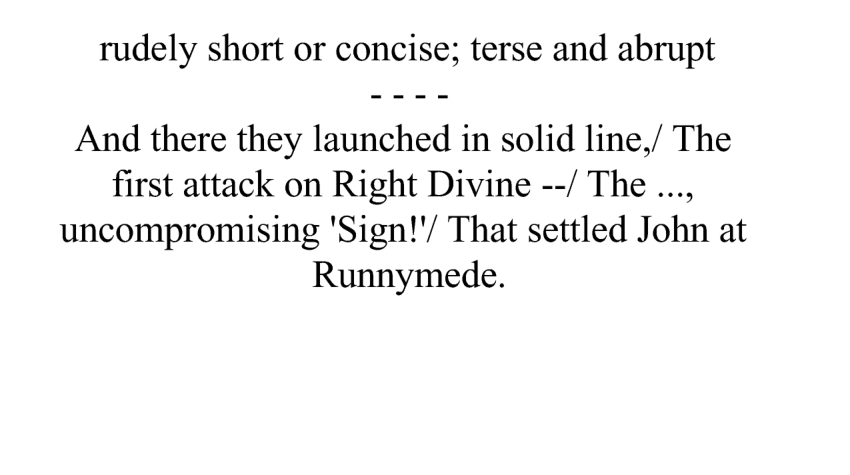 rudely short or concise; terse and abrupt
- - - -
And there they launched in solid line,/ The
first attack on Right Divine --/ The ...,
uncompromising 'Sign!'/ That settled John at
Runnymede.